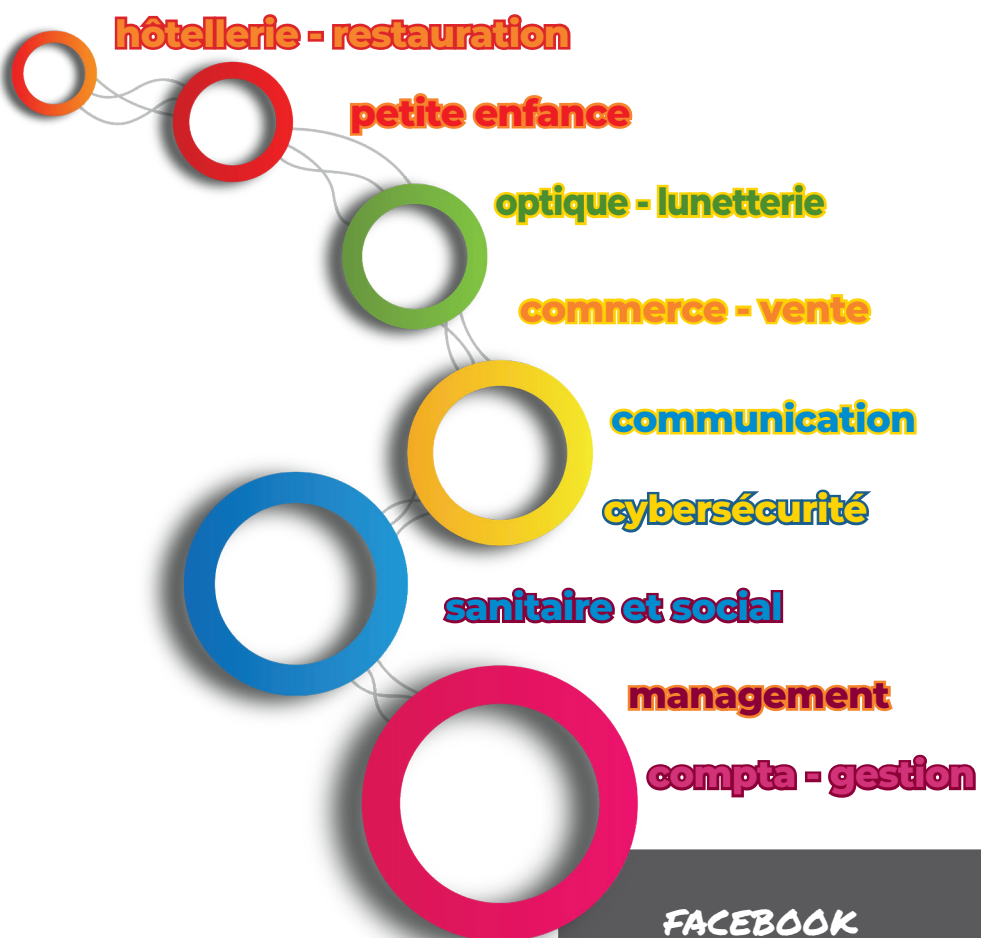 hôtellerie - restauration
petite enfance
optique - lunetterie
commerce - vente
communication
cybersécurité
sanitaire et social
management
compta - gestion
FACEBOOK